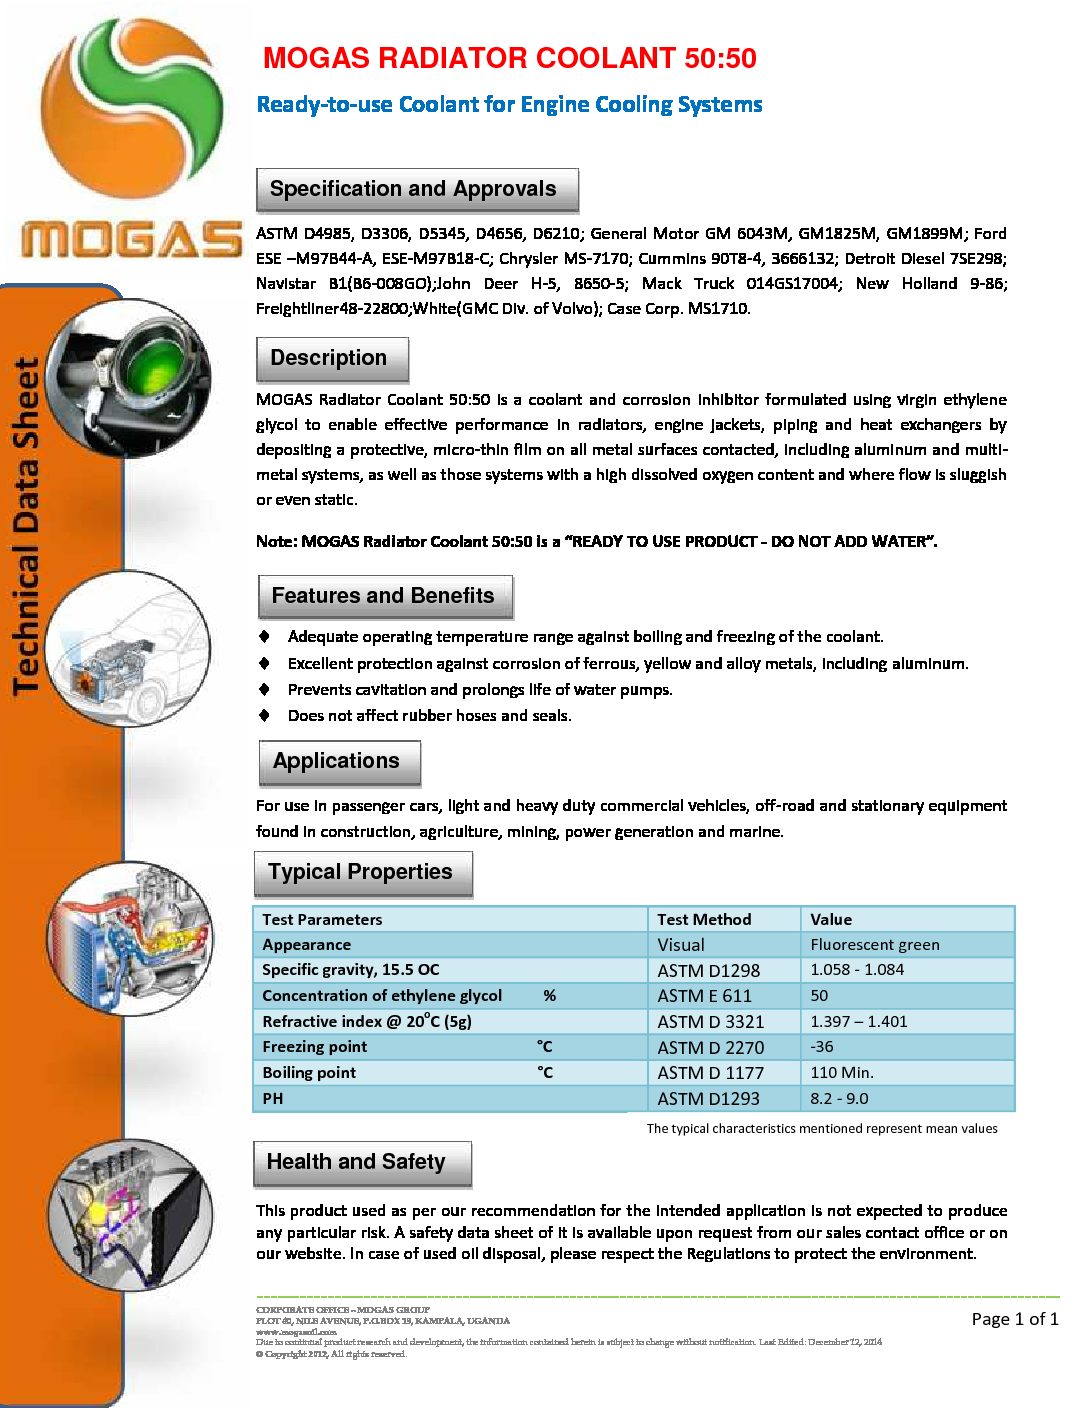 MOGAS
Technical Data Sheet
MOGAS RADIATOR COOLANT 50:50
Ready-to-use Coolant for Engine Cooling Systems
Specification and Approvals
ASTM D4985, D3306, D5345, D4656, D6210; General Motor GM 6043M, GM1825M, GM1899M; Ford
ESE –M97B44-A, ESE-M97B18-C; Chrysler MS-7170; Cummins 90T8-4, 3666132; Detroit Diesel 7SE298;
Navistar B1(B6-008GO);John Deer H-5, 8650-5; Mack Truck 014GS17004; New Holland 9-86;
Freightliner48-22800;White(GMC Div. of Volvo); Case Corp. MS1710.
Description
MOGAS Radiator Coolant 50:50 is a coolant and corrosion inhibitor formulated using virgin ethylene
glycol to enable effective performance in radiators, engine jackets, piping and heat exchangers by
depositing a protective, micro-thin film on all metal surfaces contacted, including aluminum and multi-
metal systems, as well as those systems with a high dissolved oxygen content and where flow is sluggish
or even static.
Note: MOGAS Radiator Coolant 50:50 is a “READY TO USE PRODUCT - DO NOT ADD WATER”.
Features and Benefits
♦ Adequate operating temperature range against boiling and freezing of the coolant.
♦ Excellent protection against corrosion of ferrous, yellow and alloy metals, including aluminum.
♦ Prevents cavitation and prolongs life of water pumps.
♦ Does not affect rubber hoses and seals.
Applications
For use in passenger cars, light and heavy duty commercial vehicles, off-road and stationary equipment
found in construction, agriculture, mining, power generation and marine.
Typical Properties
Test Parameters Test Method Value
Appearance Visual Fluorescent green
Specific gravity, 15.5 OC ASTM D1298 1.058 - 1.084
Concentration of ethylene glycol % ASTM E 611 50
Refractive index @ 20°C (5g) ASTM D 3321 1.397 – 1.401
Freezing point °C ASTM D 2270 -36
Boiling point °C ASTM D 1177 110 Min.
PH ASTM D1293 8.2 - 9.0
The typical characteristics mentioned represent mean values
Health and Safety
This product used as per our recommendation for the intended application is not expected to produce
any particular risk. A safety data sheet of it is available upon request from our sales contact office or on
our website. In case of used oil disposal, please respect the Regulations to protect the environment.
CORPORATE OFFICE – MOGAS GROUP
PLOT 40, NILE AVENUE, P.O.BOX 19, KAMPALA, UGANDA
www.mogasoil.com
Due to continual product research and development, the information contained herein is subject to change without notification. Last Edited: December 12, 2014
© Copyright 2012, All rights reserved.
Page 1 of 1